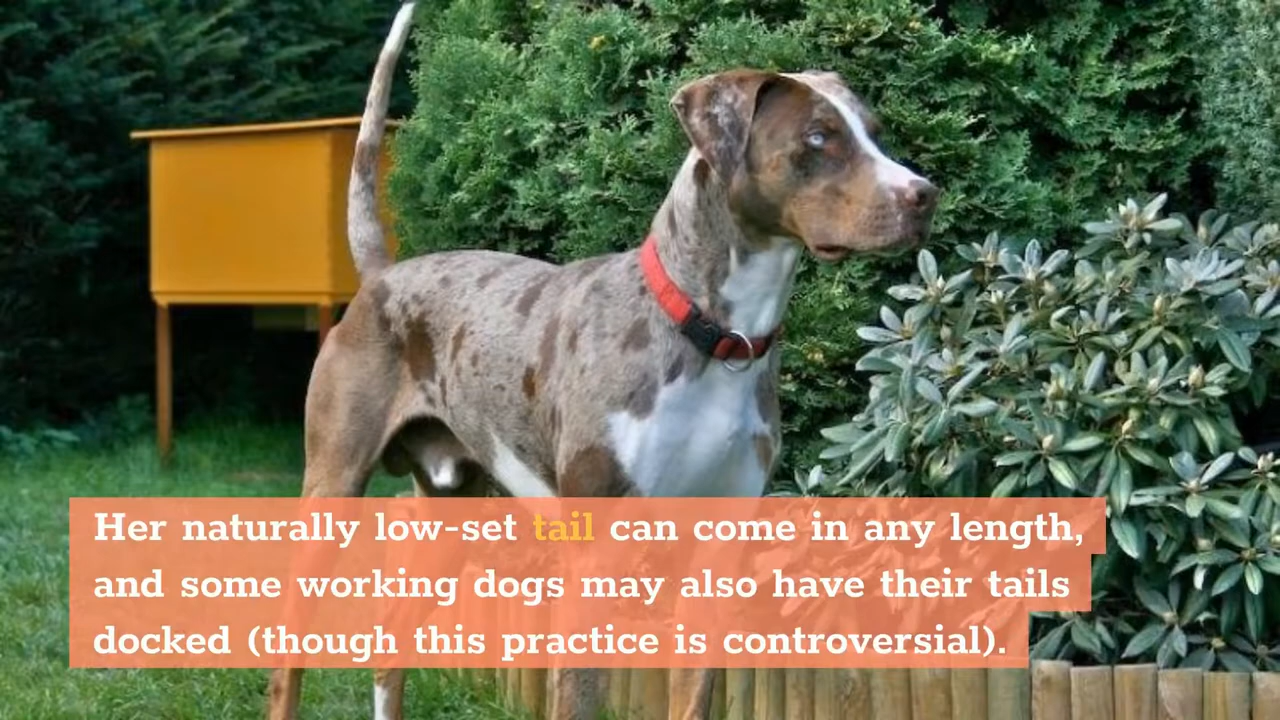 Her naturally low-set tail can come in any length,
and some working dogs may also have their tails
docked (though this practice is controversial).